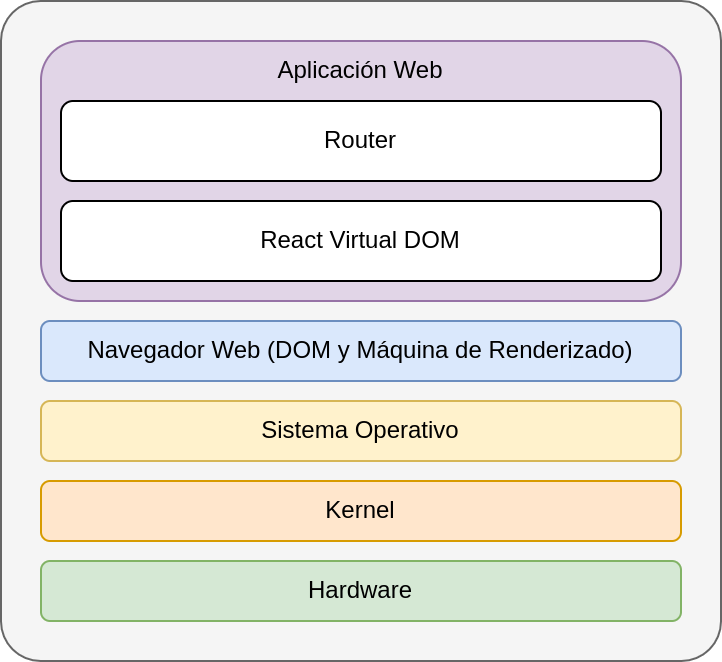 Aplicación Web
Router
React Virtual DOM
Navegador Web (DOM y Máquina de Renderizado)
Sistema Operativo
Kernel
Hardware